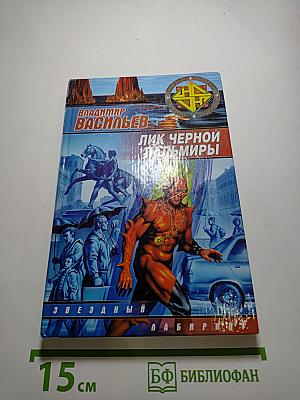 ВЛАДИМИР
ВАСИЛЬЕВ
ЛИК ЧЕРНОЙ
ПАЛЬМИРЫ
ЗВЕЗДНЫЙ
ЛАБИРИНТ
15 см
БФ БИБЛИОФАН